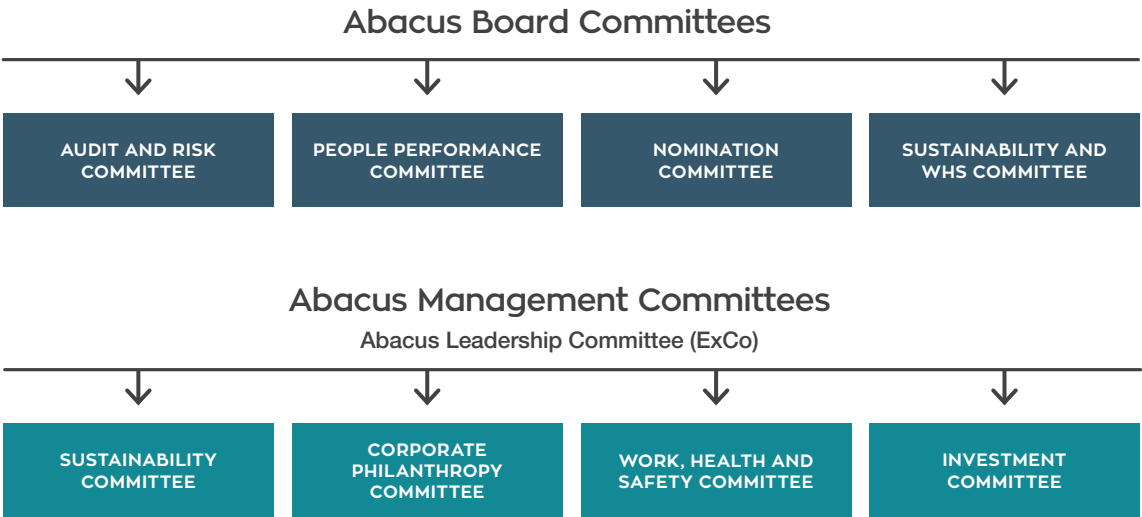 Abacus Board Committees
AUDIT AND RISK
COMMITTEE
PEOPLE PERFORMANCE
COMMITTEE
NOMINATION
COMMITTEE
SUSTAINABILITY AND
WHS COMMITTEE
Abacus Management Committees
Abacus Leadership Committee (ExCo)
SUSTAINABILITY
COMMITTEE
CORPORATE
PHILANTHROPY
COMMITTEE
WORK, HEALTH AND
SAFETY COMMITTEE
INVESTMENT
COMMITTEE